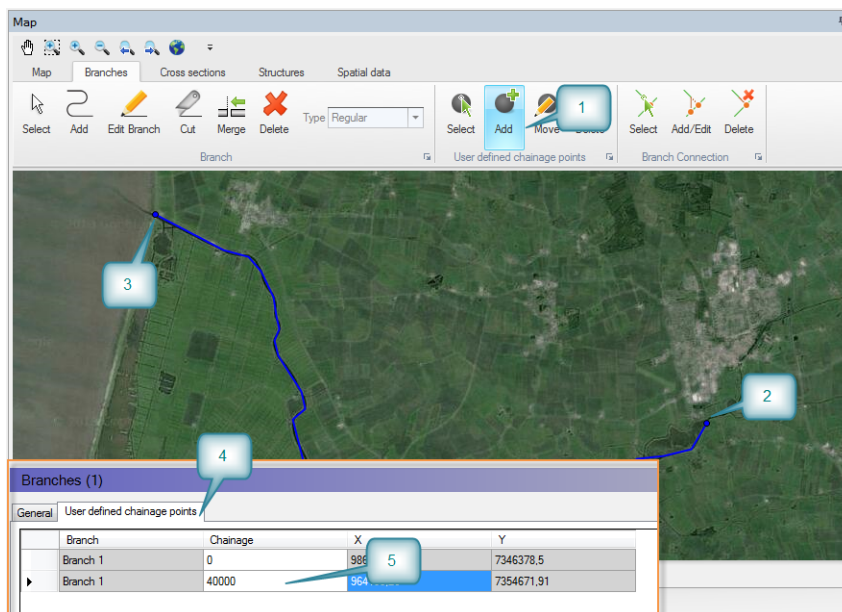 Map
Map Branches Cross sections Structures Spatial data
Select Add Edit Branch Cut Merge Delete Type Regular Select Add Move Select Add/Edit Delete
Branch User defined chainage points Branch Connection
1
3
2
4
Branches (1)
General User defined chainage points
Branch Chainage X Y
Branch 1 0 7346378,5
Branch 1 40000 7354671,91
5